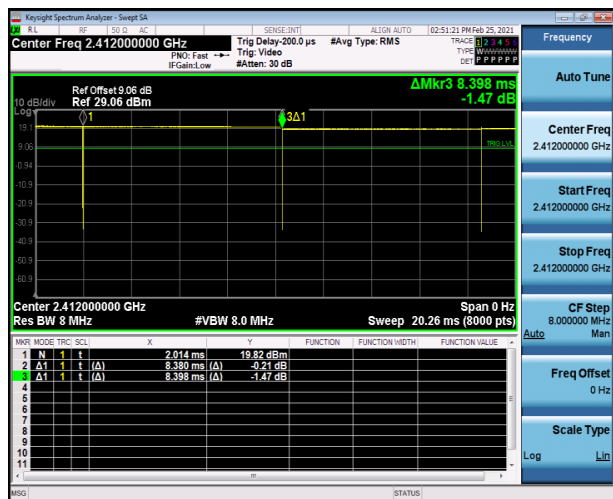 Keysight Spectrum Analyzer - Swept SA
RL RF 50 Ω AC SENSE:INT ALIGN AUTO 02:51:21 PM Feb 25, 2021
Center Freq 2.412000000 GHz
PNO: Fast
IFGain:Low
Trig Delay-200.0 µs
Trig: Video
#Atten: 30 dB
#Avg Type: RMS
TRACE 1 2 3 4 5 6
TYPE WWWWWW
DET P P P P P P
Ref Offset 9.06 dB
10 dB/div Ref 29.06 dBm
Log
ΔMkr3 8.398 ms
-1.47 dB
1
3Δ1
19.1
9.06
TRIG LVL
-0.94
-10.9
-20.9
-30.9
-40.9
-50.9
-60.9
Center 2.412000000 GHz Span 0 Hz
Res BW 8 MHz #VBW 8.0 MHz Sweep 20.26 ms (8000 pts)
MKR MODE TRC SCL X Y FUNCTION FUNCTION WIDTH FUNCTION VALUE
1 N 1 t 2.014 ms 19.82 dBm
2 Δ1 1 t (Δ) 8.380 ms (Δ) -0.21 dB
3 Δ1 1 t (Δ) 8.398 ms (Δ) -1.47 dB
4
5
6
7
8
9
10
11
MSG STATUS
Frequency
Auto Tune
Center Freq
2.412000000 GHz
Start Freq
2.412000000 GHz
Stop Freq
2.412000000 GHz
CF Step
8.000000 MHz
Auto Man
Freq Offset
0 Hz
Scale Type
Log Lin